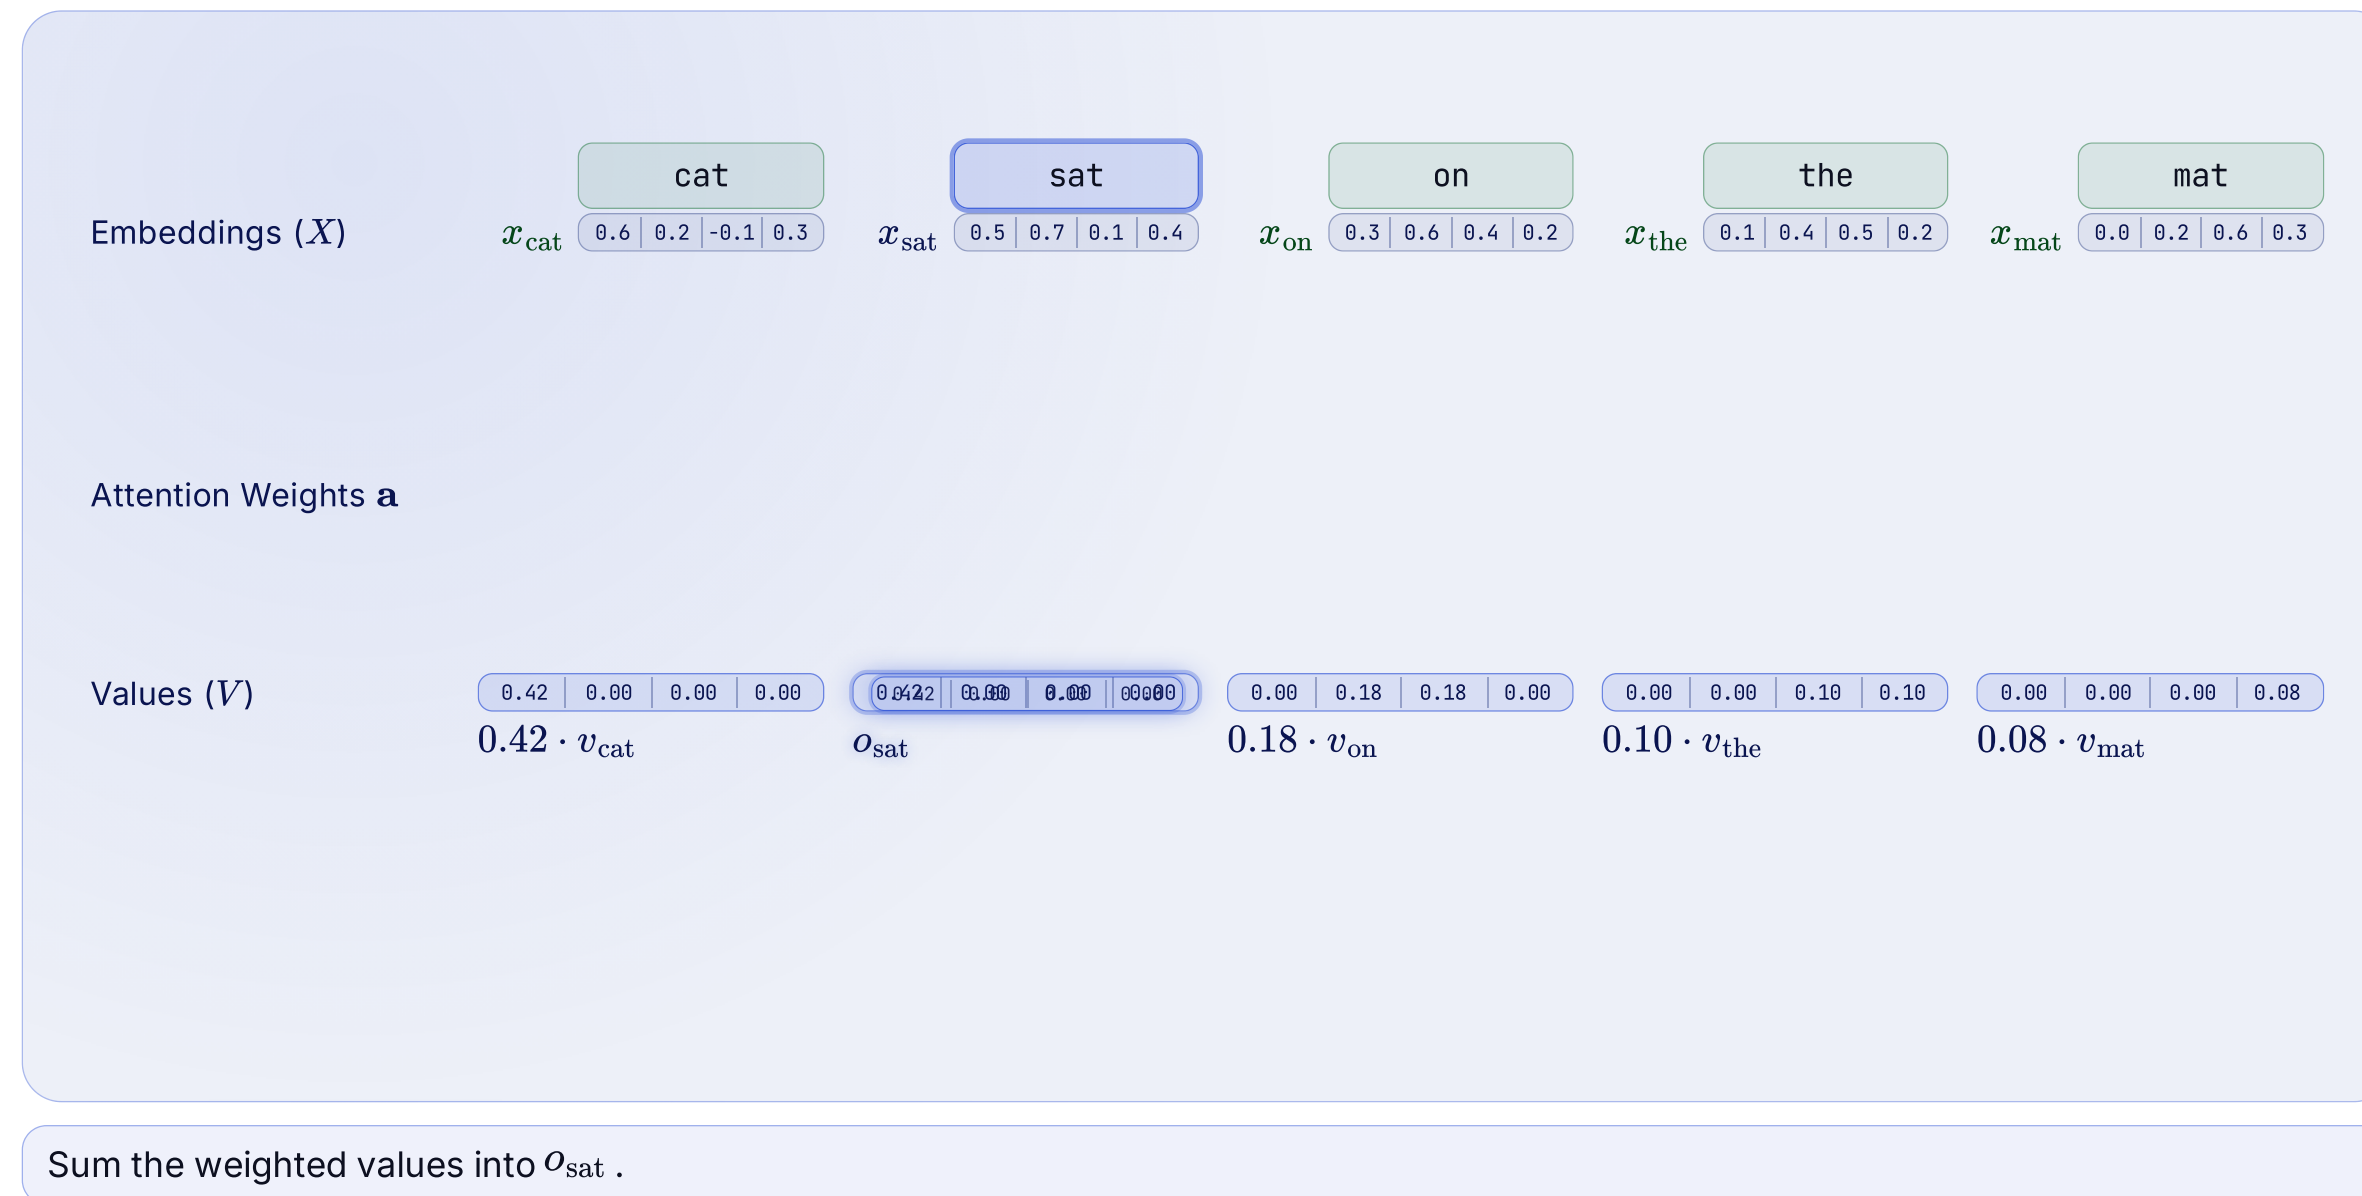 cat sat on the mat
Embeddings (X) x_cat 0.6 0.2 -0.1 0.3 x_sat 0.5 0.7 0.1 0.4 x_on 0.3 0.6 0.4 0.2 x_the 0.1 0.4 0.5 0.2 x_mat 0.0 0.2 0.6 0.3
Attention Weights a
Values (V) 0.42 0.00 0.00 0.00 0.00 0.18 0.18 0.00 0.00 0.00 0.10 0.10 0.00 0.00 0.00 0.08
0.42 · v_cat o_sat 0.18 · v_on 0.10 · v_the 0.08 · v_mat
Sum the weighted values into o_sat .